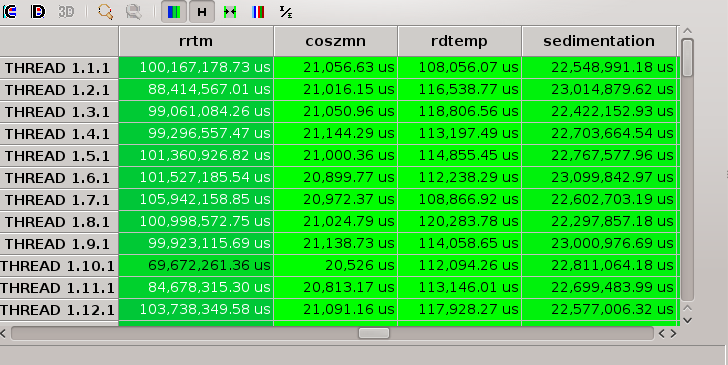 C D 3D H Σ/Σ
rrtm coszmn rdtemp sedimentation
THREAD 1.1.1 100,167,178.73 us 21,056.63 us 108,056.07 us 22,548,991.18 us
THREAD 1.2.1 88,414,567.01 us 21,016.15 us 116,538.77 us 23,014,879.62 us
THREAD 1.3.1 99,061,084.26 us 21,050.96 us 118,806.56 us 22,422,152.93 us
THREAD 1.4.1 99,296,557.47 us 21,144.29 us 113,197.49 us 22,703,664.54 us
THREAD 1.5.1 101,360,926.82 us 21,000.36 us 114,855.45 us 22,767,577.96 us
THREAD 1.6.1 101,527,185.54 us 20,899.77 us 112,238.29 us 23,099,842.97 us
THREAD 1.7.1 105,942,158.85 us 20,972.37 us 108,866.92 us 22,602,703.19 us
THREAD 1.8.1 100,998,572.75 us 21,024.79 us 120,283.78 us 22,297,857.18 us
THREAD 1.9.1 99,923,115.69 us 21,138.73 us 114,058.65 us 23,000,976.69 us
THREAD 1.10.1 69,672,261.36 us 20,526 us 112,094.26 us 22,811,064.18 us
THREAD 1.11.1 84,678,315.30 us 20,813.17 us 113,146.01 us 22,699,483.99 us
THREAD 1.12.1 103,738,349.58 us 21,091.16 us 117,928.27 us 22,577,006.32 us